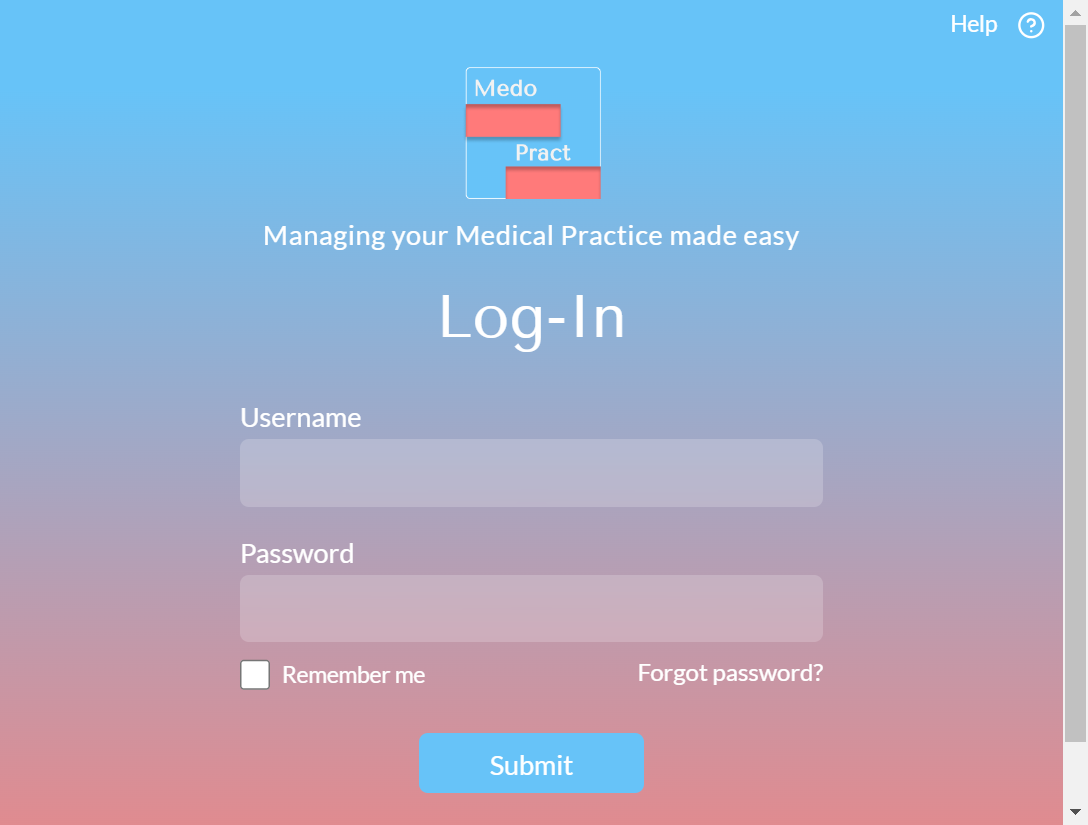 Help
Medo
Pract
Managing your Medical Practice made easy
Log-In
Username
Password
Remember me
Forgot password?
Submit